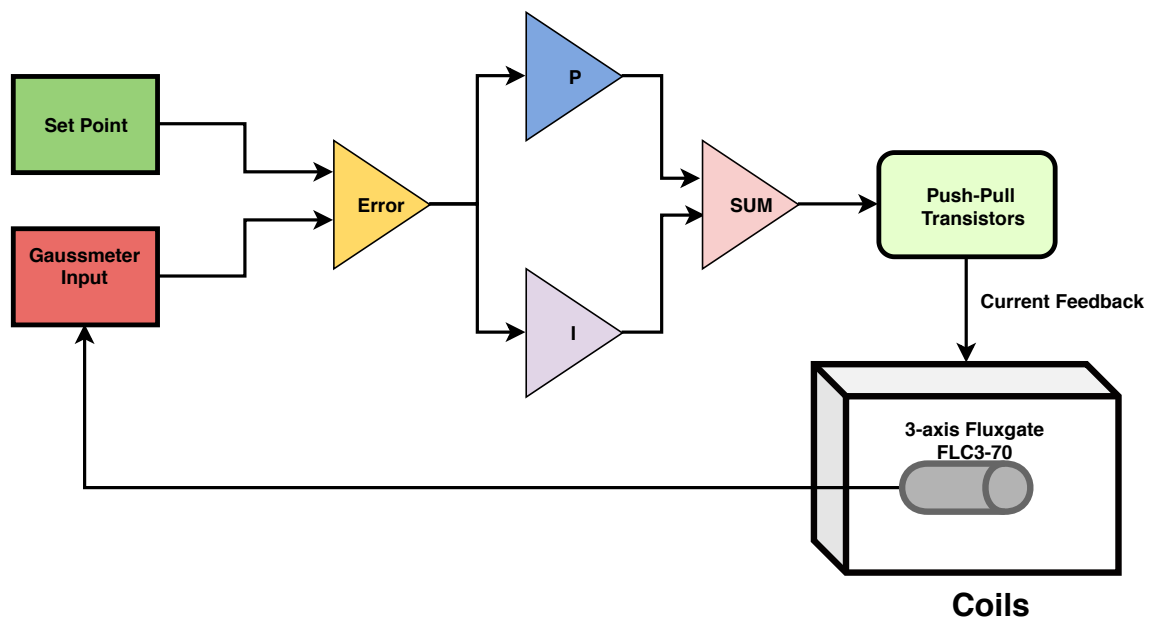 Set Point
Gaussmeter
Input
Error
P
I
SUM
Push-Pull
Transistors
Current Feedback
3-axis Fluxgate
FLC3-70
Coils